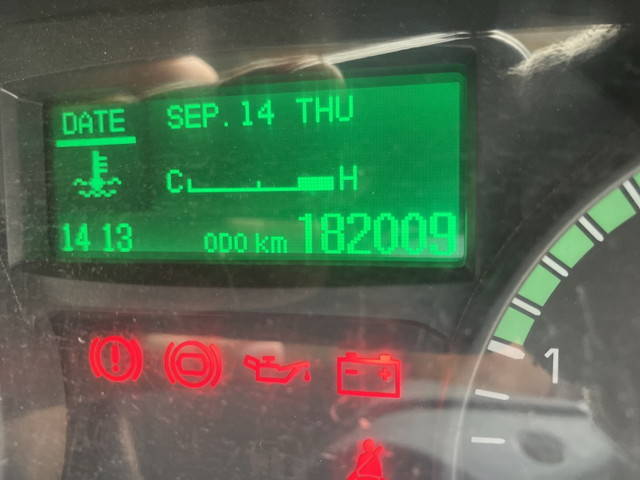 DATE SEP. 14 THU
C H
14 13 ODO km 182009
1